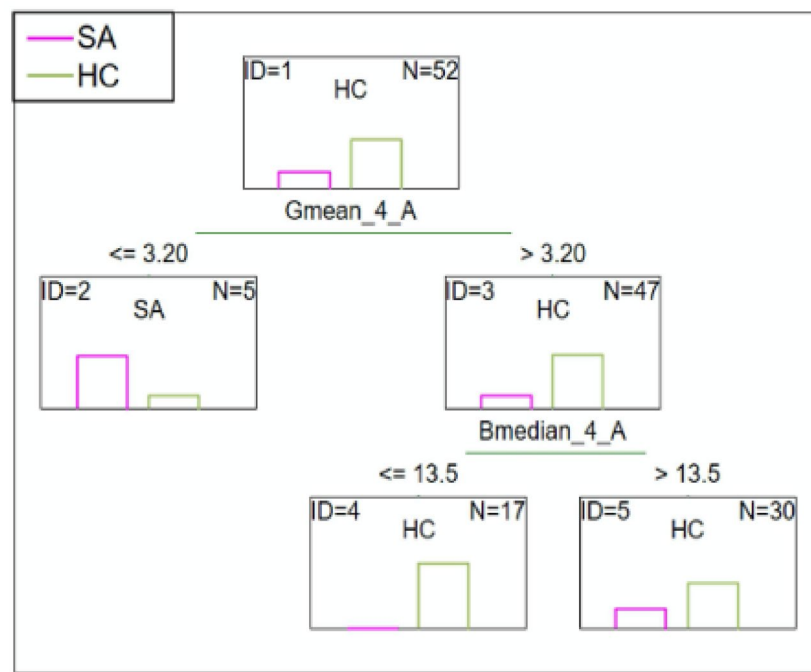 SA
HC
ID=1 N=52
HC
Gmean_4_A
<= 3.20 > 3.20
ID=2 N=5 ID=3 N=47
SA HC
Bmedian_4_A
<= 13.5 > 13.5
ID=4 N=17 ID=5 N=30
HC HC